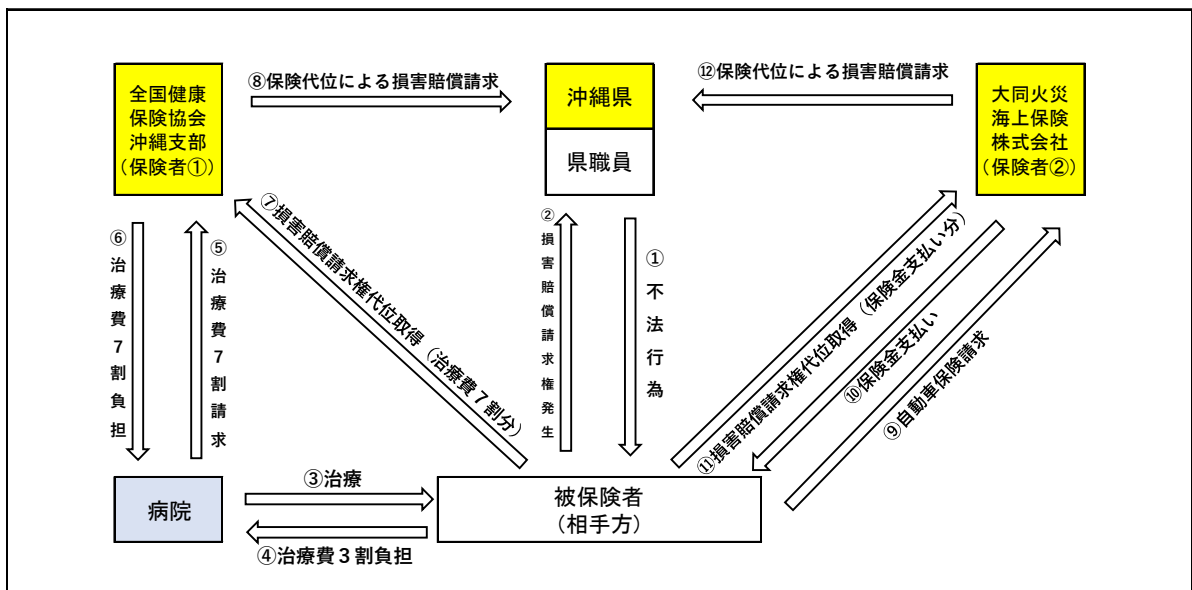 ⑧保険代位による損害賠償請求
⑫保険代位による損害賠償請求
全国健康
保険協会
沖縄支部
(保険者①)
沖縄県
県職員
大同火災
海上保険
株式会社
(保険者②)
⑥治療費7割負担
⑤治療費7割請求
⑦損害賠償請求権代位取得(治療費7割分)
②損害賠償請求権発生
①不法行為
⑪損害賠償請求権代位取得(保険金支払い分)
⑩保険金支払い
⑨自動車保険請求
病院
③治療
④治療費3割負担
被保険者
(相手方)